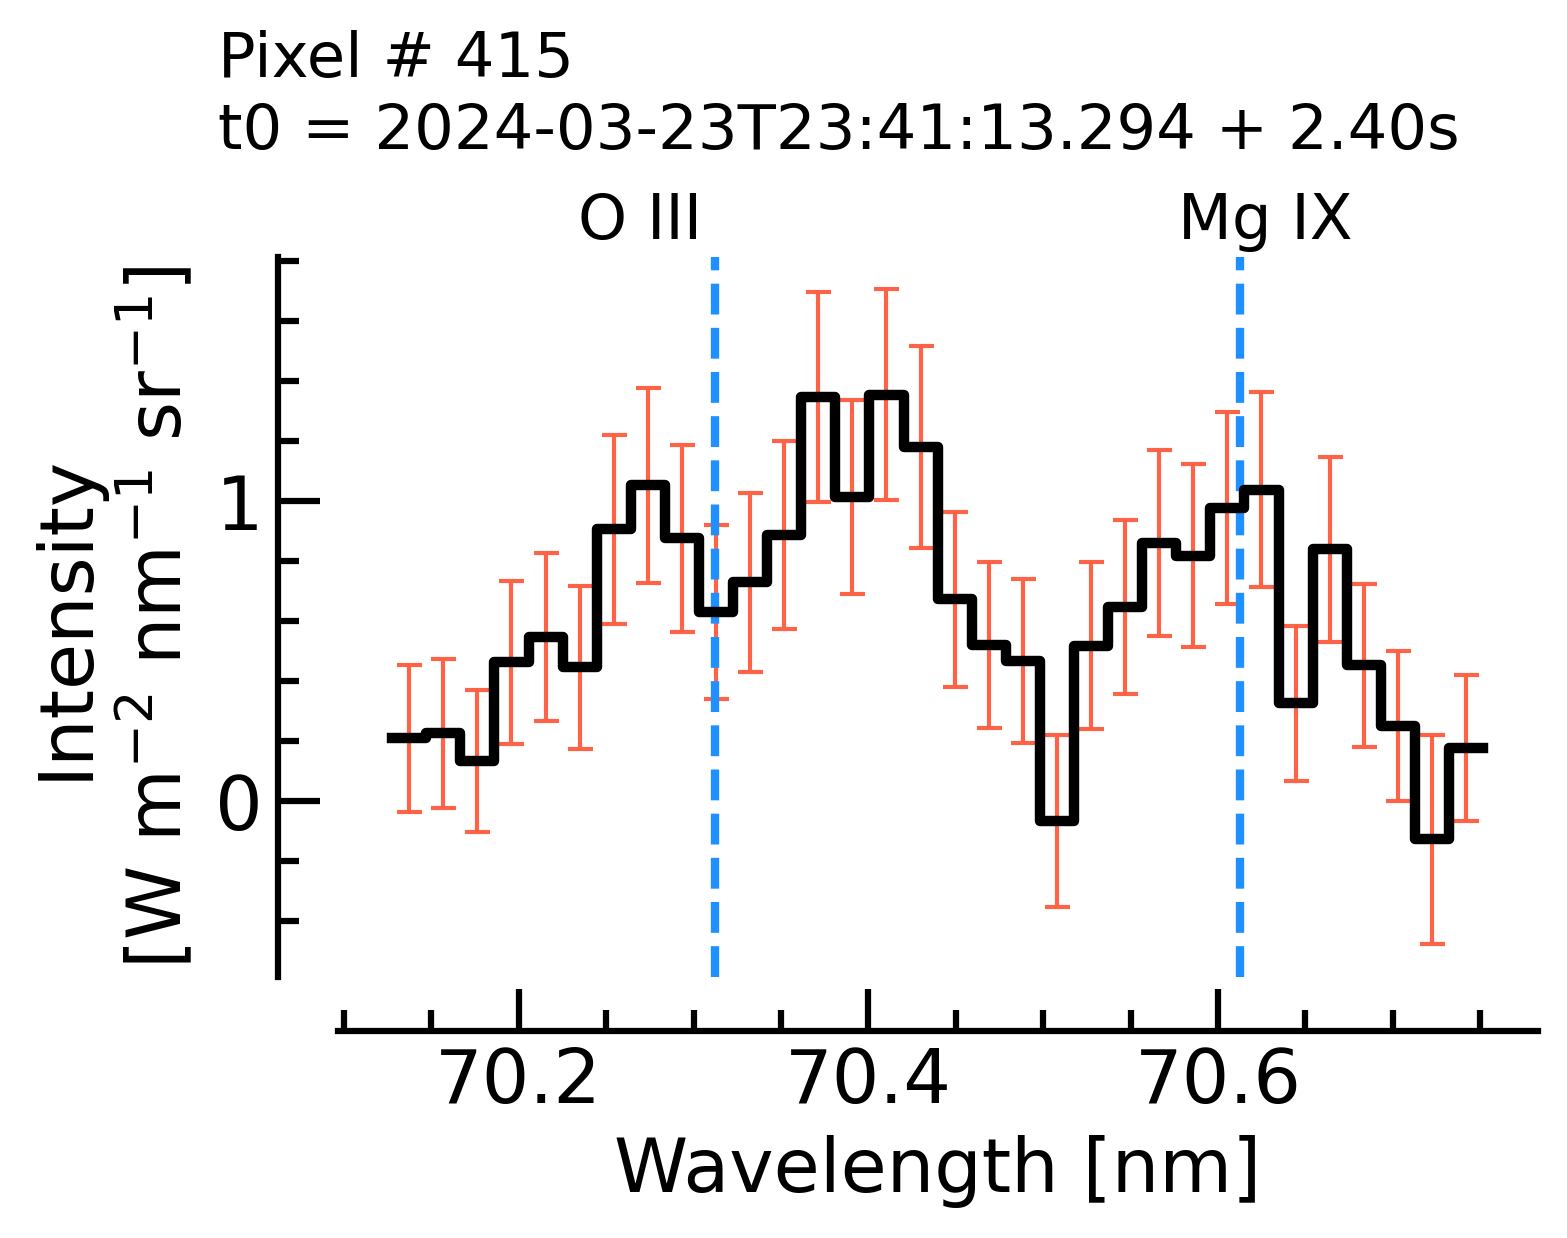 Pixel # 415
t0 = 2024-03-23T23:41:13.294 + 2.40s
O III
Mg IX
Intensity
[W m⁻² nm⁻¹ sr⁻¹]
1
0
70.2
70.4
70.6
Wavelength [nm]